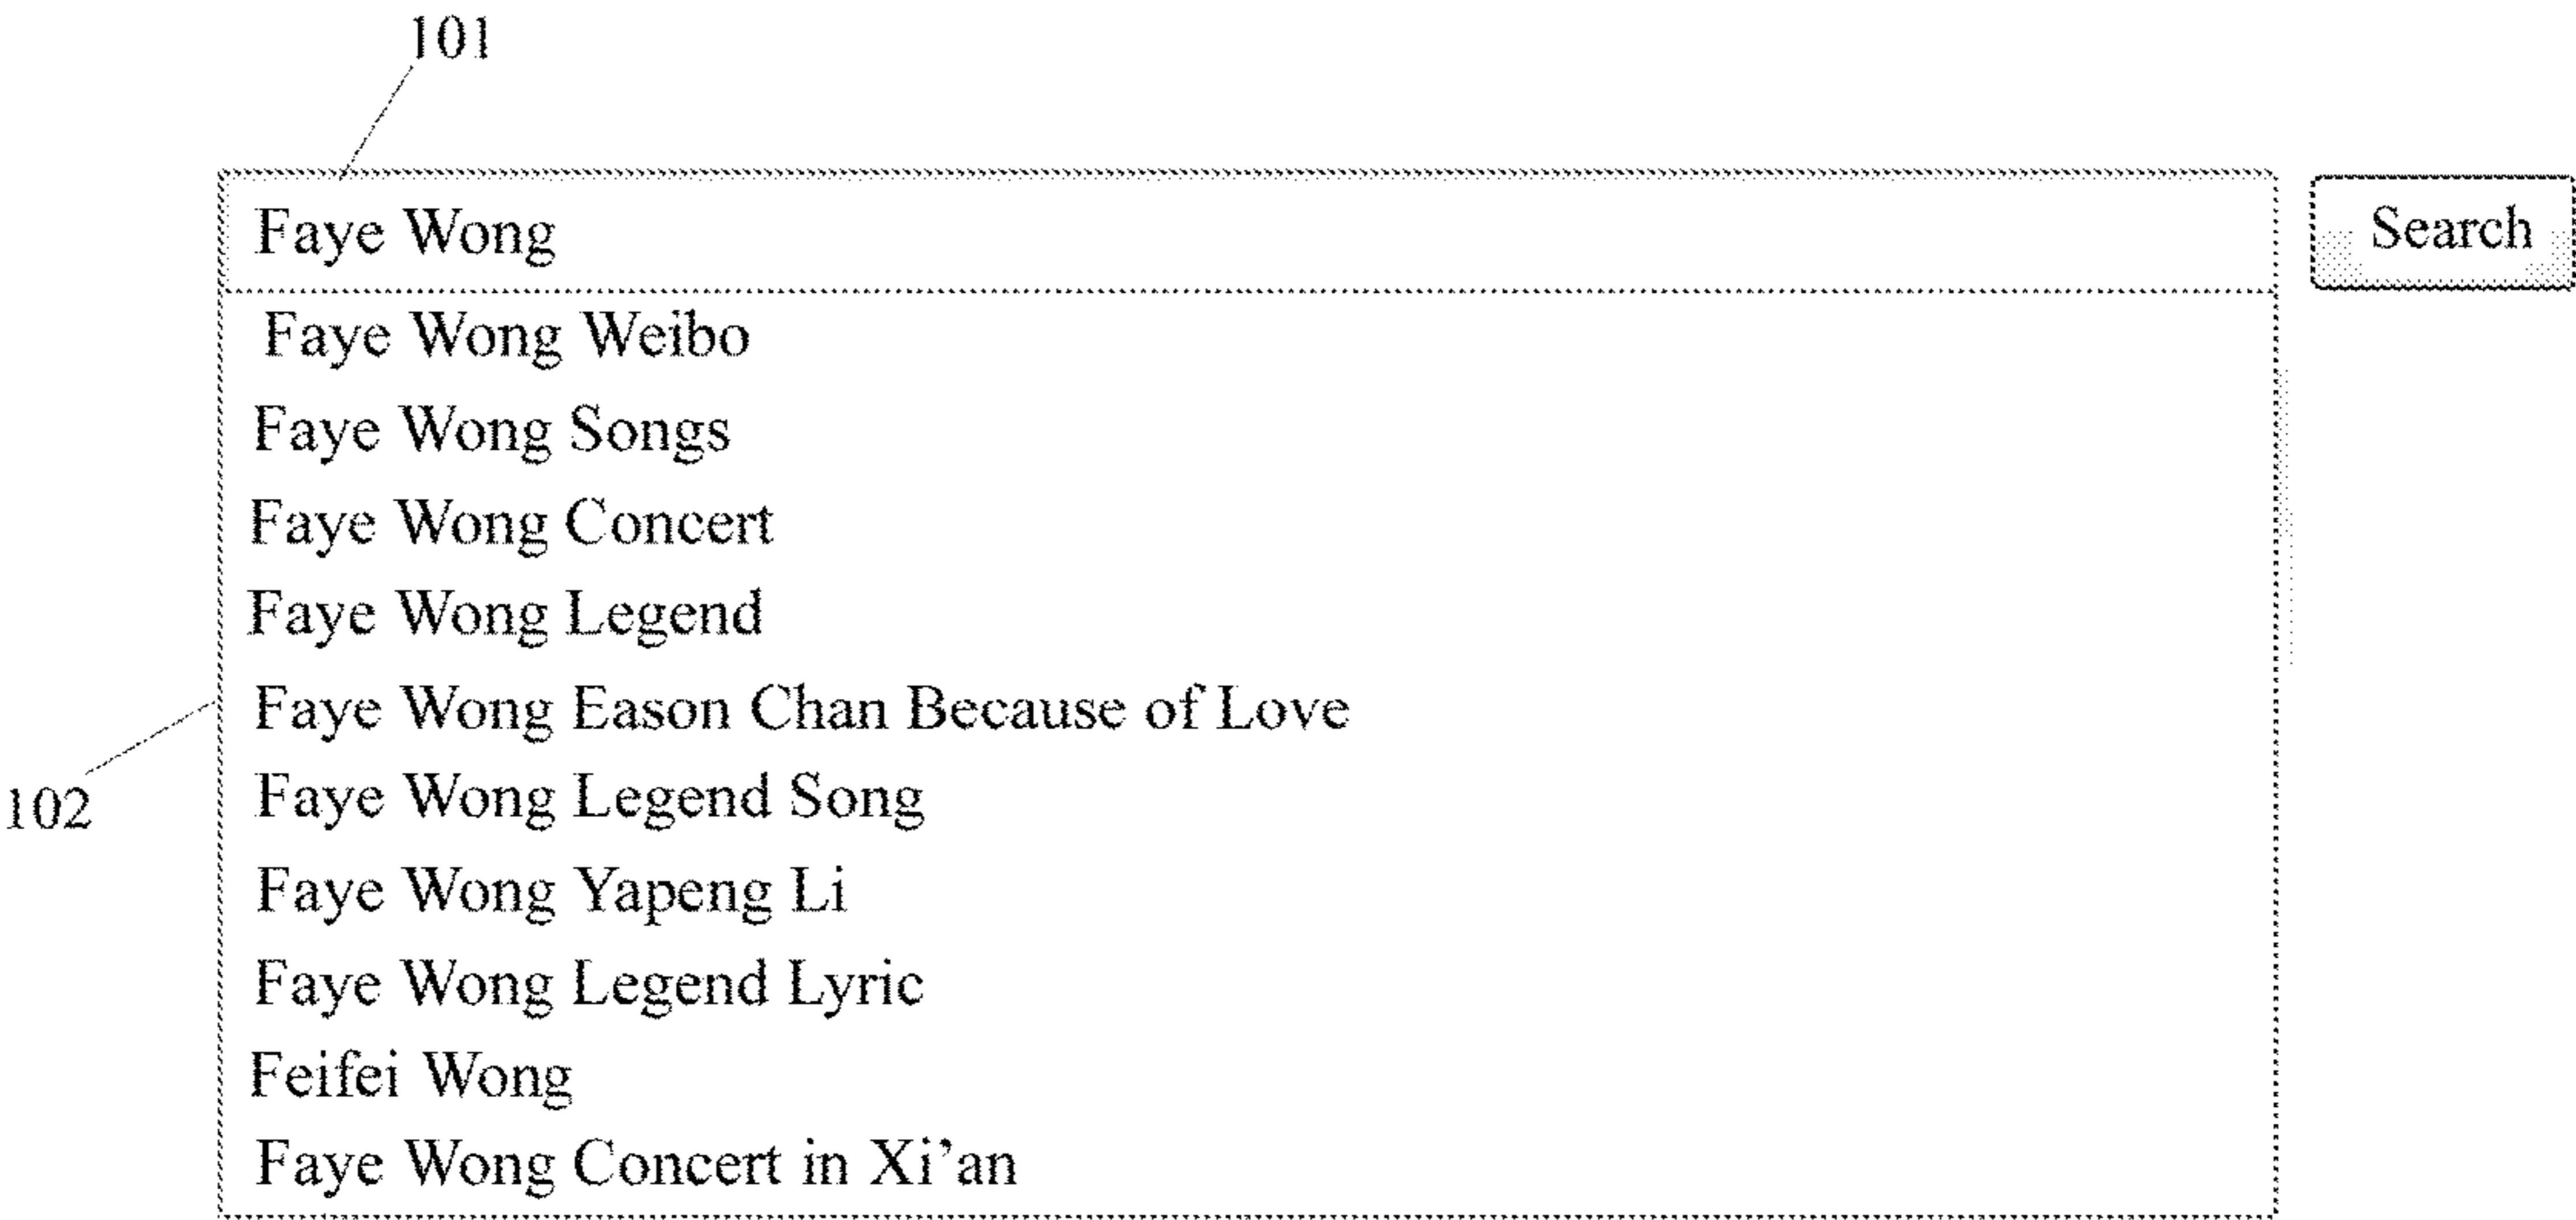 101
Faye Wong
Search
Faye Wong Weibo
Faye Wong Songs
Faye Wong Concert
Faye Wong Legend
Faye Wong Eason Chan Because of Love
Faye Wong Legend Song
102
Faye Wong Yapeng Li
Faye Wong Legend Lyric
Feifei Wong
Faye Wong Concert in Xi’an